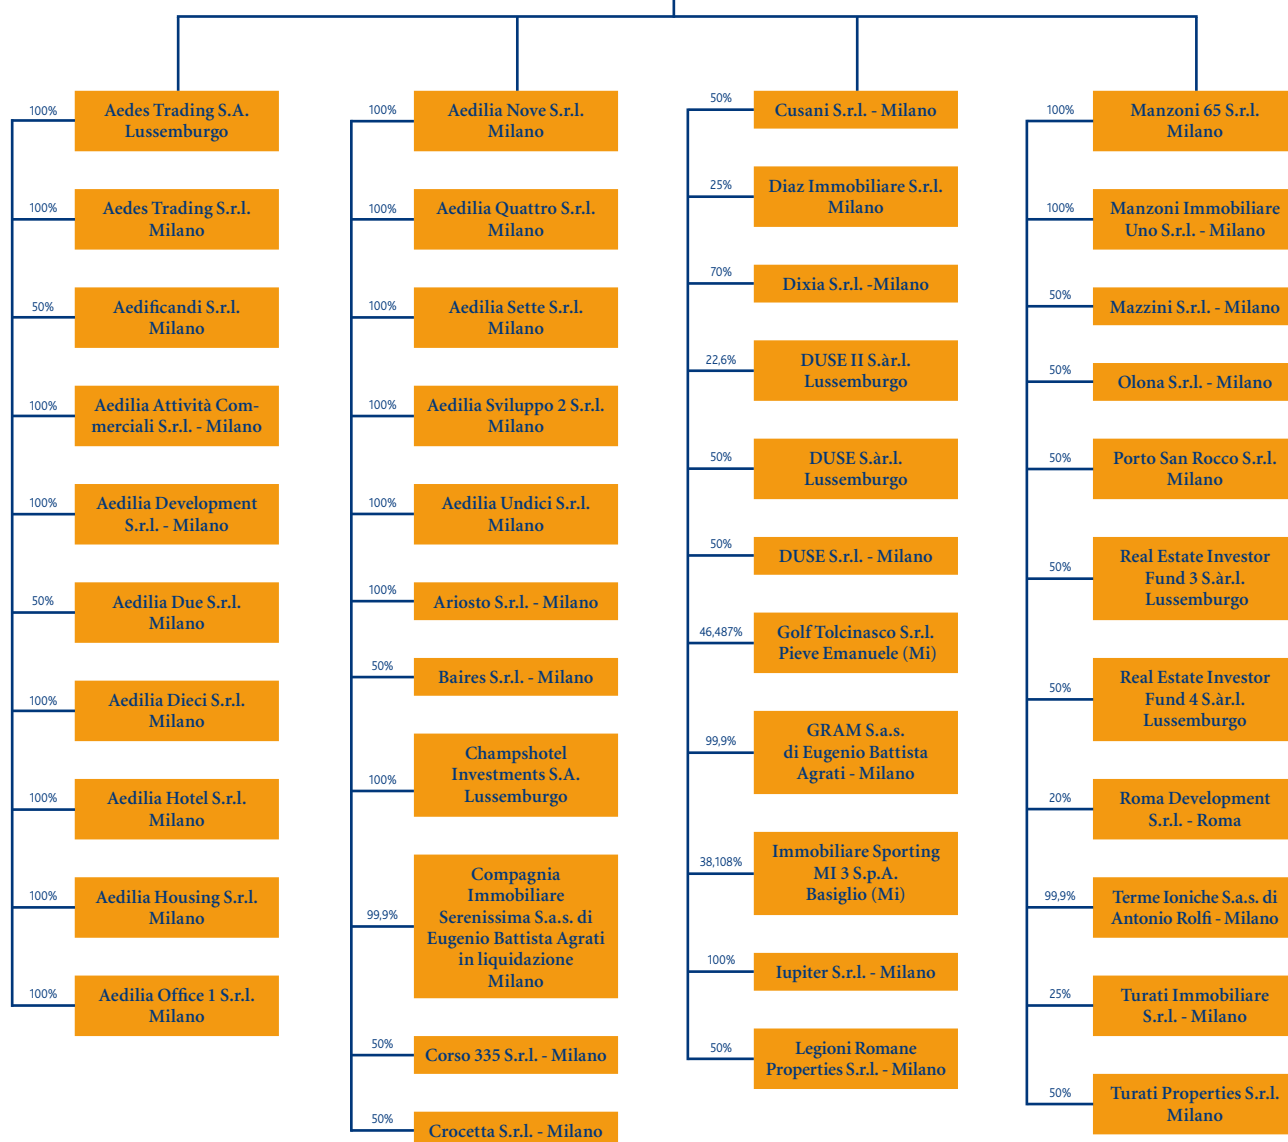 100%
Aedes Trading S.A.
Lussemburgo
100%
Aedes Trading S.r.l.
Milano
50%
Aedificandi S.r.l.
Milano
100%
Aedilia Attività Com-
merciali S.r.l. - Milano
100%
Aedilia Development
S.r.l. - Milano
50%
Aedilia Due S.r.l.
Milano
100%
Aedilia Dieci S.r.l.
Milano
100%
Aedilia Hotel S.r.l.
Milano
100%
Aedilia Housing S.r.l.
Milano
100%
Aedilia Office 1 S.r.l.
Milano
100%
Aedilia Nove S.r.l.
Milano
100%
Aedilia Quattro S.r.l.
Milano
100%
Aedilia Sette S.r.l.
Milano
100%
Aedilia Sviluppo 2 S.r.l.
Milano
100%
Aedilia Undici S.r.l.
Milano
100%
Ariosto S.r.l. - Milano
50%
Baires S.r.l. - Milano
100%
Champshotel
Investments S.A.
Lussemburgo
99,9%
Compagnia
Immobiliare
Serenissima S.a.s. di
Eugenio Battista Agrati
in liquidazione
Milano
50%
Corso 335 S.r.l. - Milano
50%
Crocetta S.r.l. - Milano
50%
Cusani S.r.l. - Milano
25%
Diaz Immobiliare S.r.l.
Milano
70%
Dixia S.r.l. -Milano
22,6%
DUSE II S.àr.l.
Lussemburgo
50%
DUSE S.àr.l.
Lussemburgo
50%
DUSE S.r.l. - Milano
46,487%
Golf Tolcinasco S.r.l.
Pieve Emanuele (Mi)
99,9%
GRAM S.a.s.
di Eugenio Battista
Agrati - Milano
38,108%
Immobiliare Sporting
MI 3 S.p.A.
Basiglio (Mi)
100%
Iupiter S.r.l. - Milano
50%
Legioni Romane
Properties S.r.l. - Milano
100%
Manzoni 65 S.r.l.
Milano
100%
Manzoni Immobiliare
Uno S.r.l. - Milano
50%
Mazzini S.r.l. - Milano
50%
Olona S.r.l. - Milano
50%
Porto San Rocco S.r.l.
Milano
50%
Real Estate Investor
Fund 3 S.àr.l.
Lussemburgo
50%
Real Estate Investor
Fund 4 S.àr.l.
Lussemburgo
20%
Roma Development
S.r.l. - Roma
99,9%
Terme Ioniche S.a.s. di
Antonio Rolfi - Milano
25%
Turati Immobiliare
S.r.l. - Milano
50%
Turati Properties S.r.l.
Milano